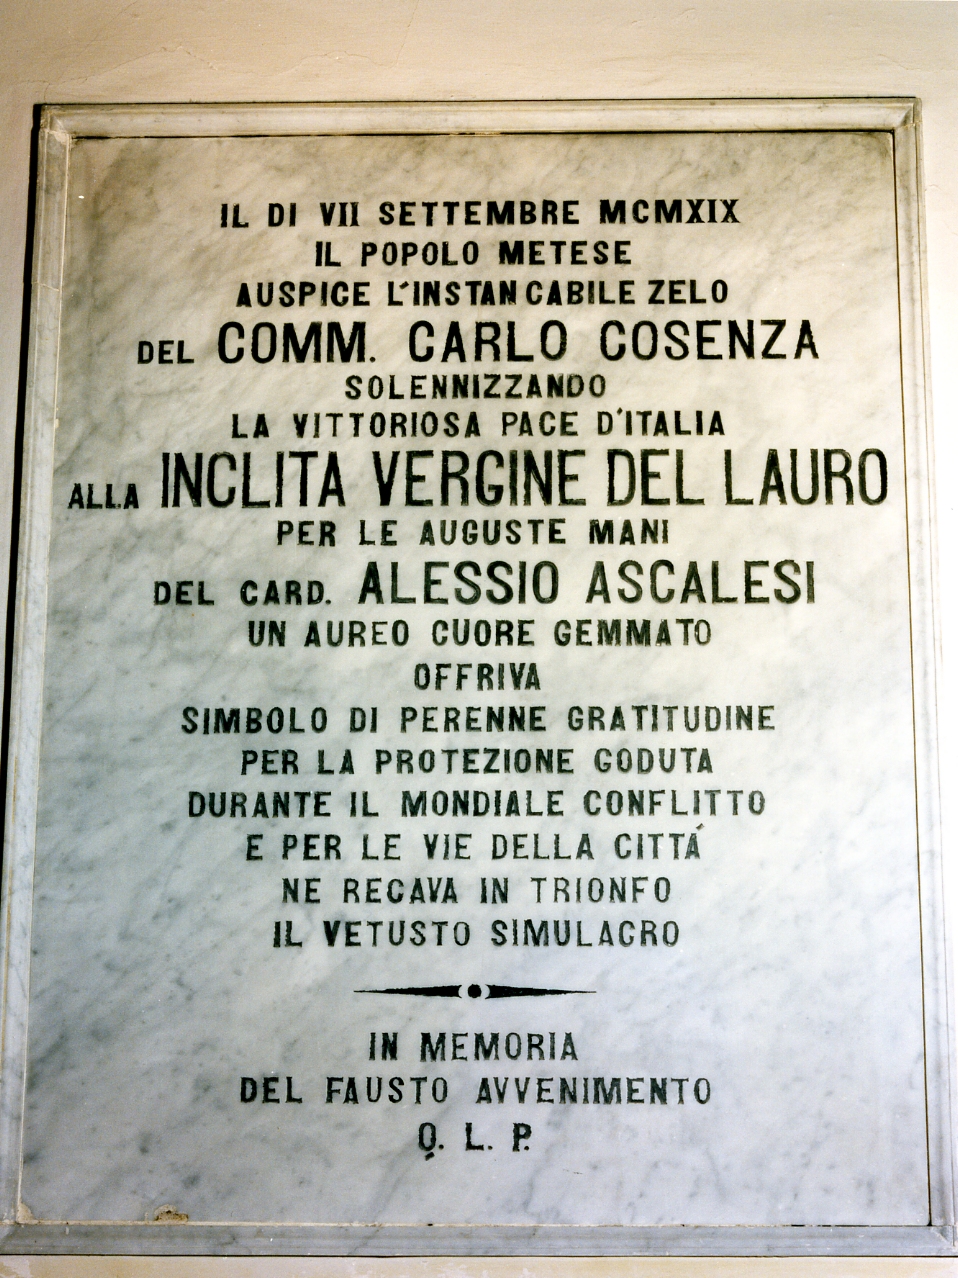 IL DI VII SETTEMBRE MCMXIX
IL POPOLO METESE
AUSPICE L'INSTANCABILE ZELO
DEL COMM. CARLO COSENZA
SOLENNIZZANDO
LA VITTORIOSA PACE D'ITALIA
ALLA INCLITA VERGINE DEL LAURO
PER LE AUGUSTE MANI
DEL CARD. ALESSIO ASCALESI
UN AUREO CUORE GEMMATO
OFFRIVA
SIMBOLO DI PERENNE GRATITUDINE
PER LA PROTEZIONE GODUTA
DURANTE IL MONDIALE CONFLITTO
E PER LE VIE DELLA CITTÁ
NE RECAVA IN TRIONFO
IL VETUSTO SIMULACRO
IN MEMORIA
DEL FAUSTO AVVENIMENTO
Q. L. P.